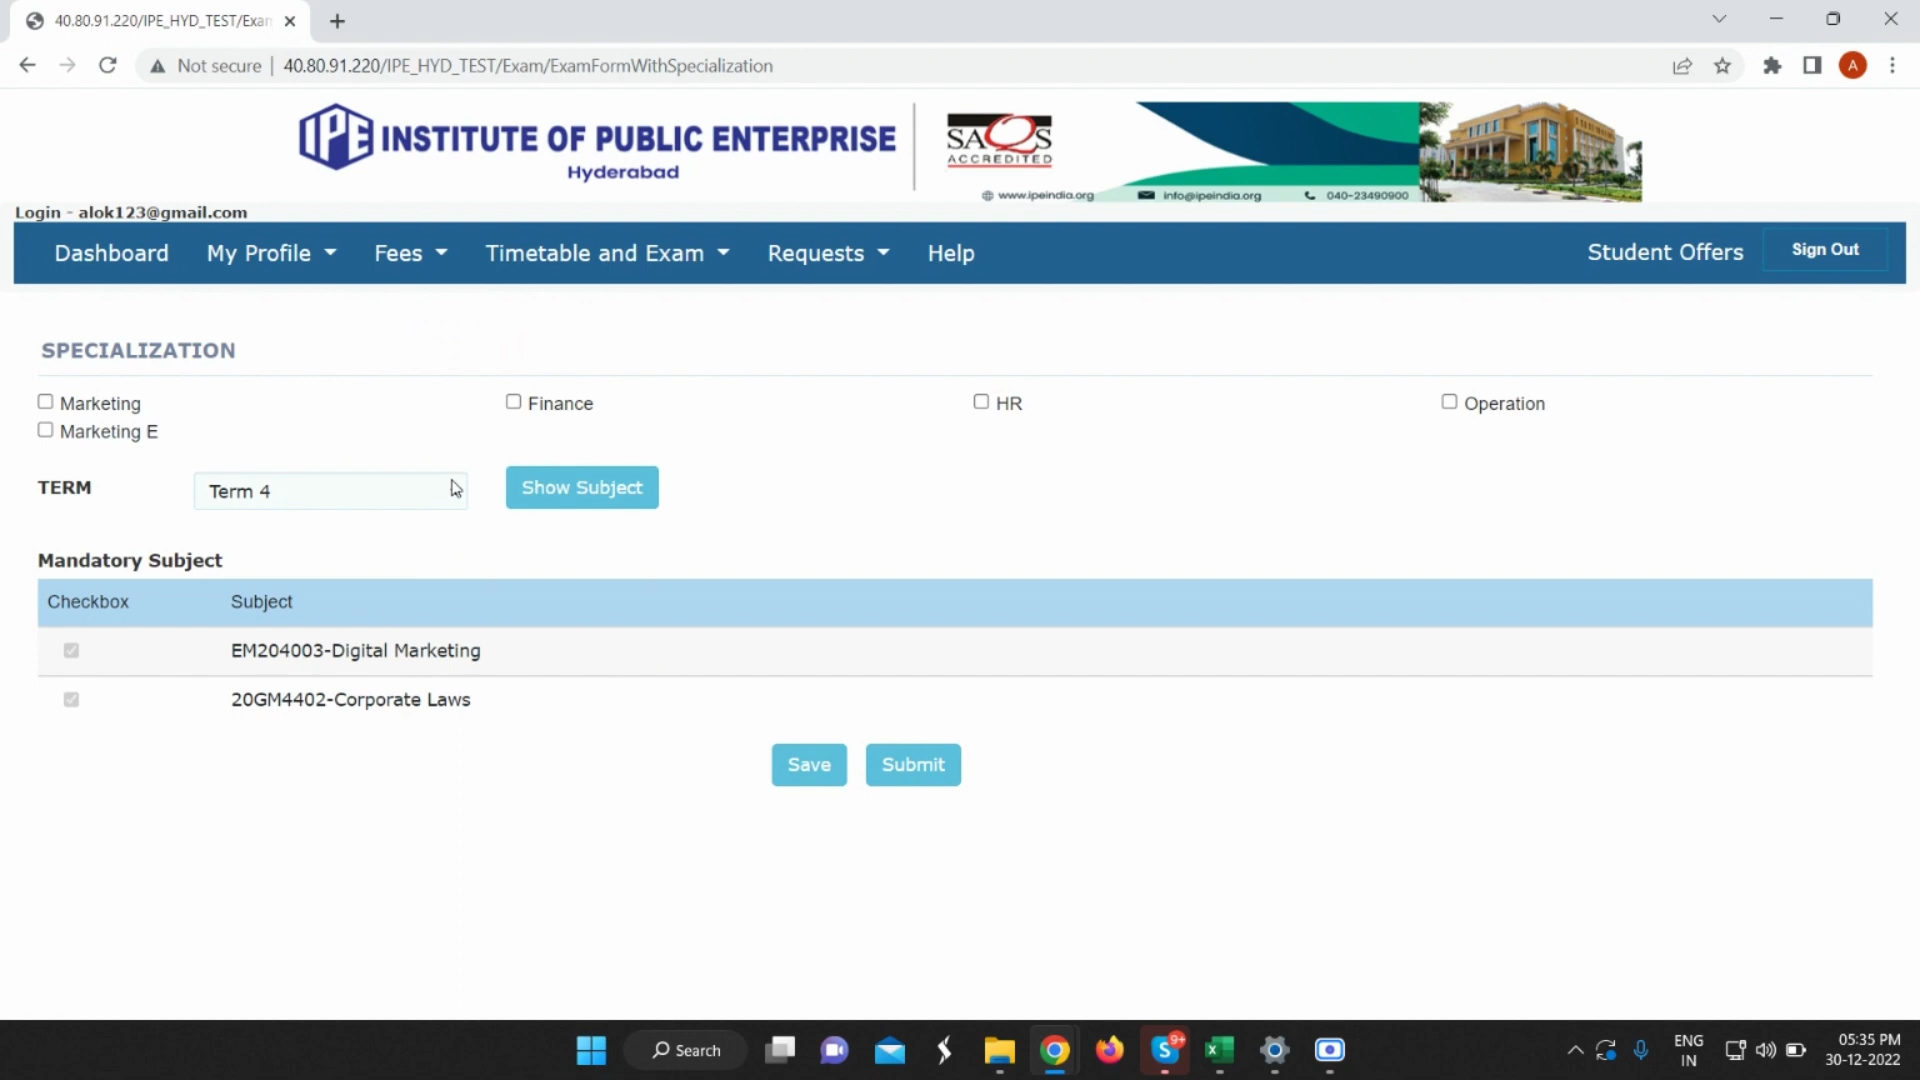 40.80.91.220/IPE_HYD_TEST/Exam
Not secure | 40.80.91.220/IPE_HYD_TEST/Exam/ExamFormWithSpecialization
A
IPE INSTITUTE OF PUBLIC ENTERPRISE
Hyderabad
SAQS
ACCREDITED
www.ipeindia.org info@ipeindia.org 040-23490900
Login - alok123@gmail.com
Dashboard My Profile Fees Timetable and Exam Requests Help Student Offers Sign Out
SPECIALIZATION
Marketing Finance HR Operation
Marketing E
TERM Term 4 Show Subject
Mandatory Subject
Checkbox Subject
EM204003-Digital Marketing
20GM4402-Corporate Laws
Save Submit
Search
S 9+
ENG
IN
05:35 PM
30-12-2022